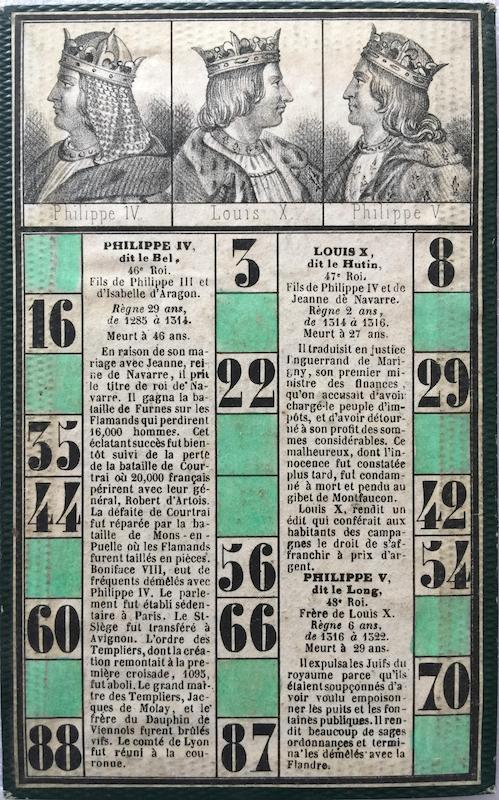 Philippe IV.
Louis X.
Philippe V.
16
35
44
60
88
PHILIPPE IV,
dit le Bel,
46e Roi.
Fils de Philippe III et
d'Isabelle d'Aragon.
Règne 29 ans,
de 1285 à 1314.
Meurt à 46 ans.
En raison de son ma-
riage avec Jeanne, rei-
ne de Navarre, il prit
le titre de roi de Na-
varre. Il gagna la ba-
taille de Furnes sur les
Flamands qui perdirent
16,000 hommes. Cet
éclatant succès fut bien-
tôt suivi de la perte
de la bataille de Cour-
trai où 20,000 français
périrent avec leur gé-
néral, Robert d'Artois.
La défaite de Courtrai
fut réparée par la ba-
taille de Mons-en-
Puelle où les Flamands
furent taillés en pièces.
Boniface VIII, eut de
fréquents démêlés avec
Philippe IV. Le parle-
ment fut établi séden-
taire à Paris. Le St-
Siège fut transféré à
Avignon. L'ordre des
Templiers, dont la créa-
tion remontait à la pre-
mière croisade, 1095,
fut aboli. Le grand maî-
tre des Templiers, Jac-
ques de Molay, et le
frère du Dauphin de
Viennois furent brûlés
vifs. Le comté de Lyon
fut réuni à la cou-
ronne.
3
22
56
66
87
LOUIS X,
dit le Hutin,
47e Roi.
Fils de Philippe IV et de
Jeanne de Navarre.
Règne 2 ans,
de 1314 à 1316.
Meurt à 27 ans.
Il traduisit en justice
Enguerrand de Mari-
gny, son premier mi-
nistre des finances,
qu'on accusait d'avoir
chargé le peuple d'im-
pôts, et d'avoir détour-
né à son profit des som-
mes considérables. Ce
malheureux, dont l'in-
nocence fut constatée
plus tard, fut condam-
né à mort et pendu au
gibet de Montfaucon.
Louis X, rendit un
édit qui conférait aux
habitants des campa-
gnes le droit de s'af-
franchir à prix d'ar-
gent.
PHILIPPE V,
dit le Long,
48e Roi.
Frère de Louis X.
Règne 6 ans,
de 1316 à 1322.
Meurt à 29 ans.
Il expulsa les Juifs du
royaume parce qu'ils
étaient soupçonnés d'a-
voir voulu empoison-
ner les puits et les fon-
taines publiques. Il ren-
dit beaucoup de sages
ordonnances et termi-
na les démêlés avec la
Flandre.
8
29
42
54
70